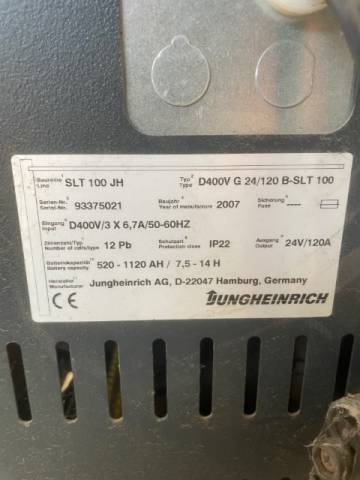 Baureihe Line SLT 100 JH Typ Type D400V G 24/120 B-SLT 100
Serien-No. Serial-No. 93375021 Baujahr Year of manufacture 2007 Sicherung Fuse ----
Eingang Input D400V/3 X 6,7A/50-60HZ
Zellenzahl/Typ. Number of cells/type 12 Pb Schutzart Protection class IP22 Ausgang Output 24V/120A
Batteriekapazität Battery capacity 520 - 1120 AH / 7,5 - 14 H
Hersteller Manufacturer Jungheinrich AG, D-22047 Hamburg, Germany
CE JUNGHEINRICH